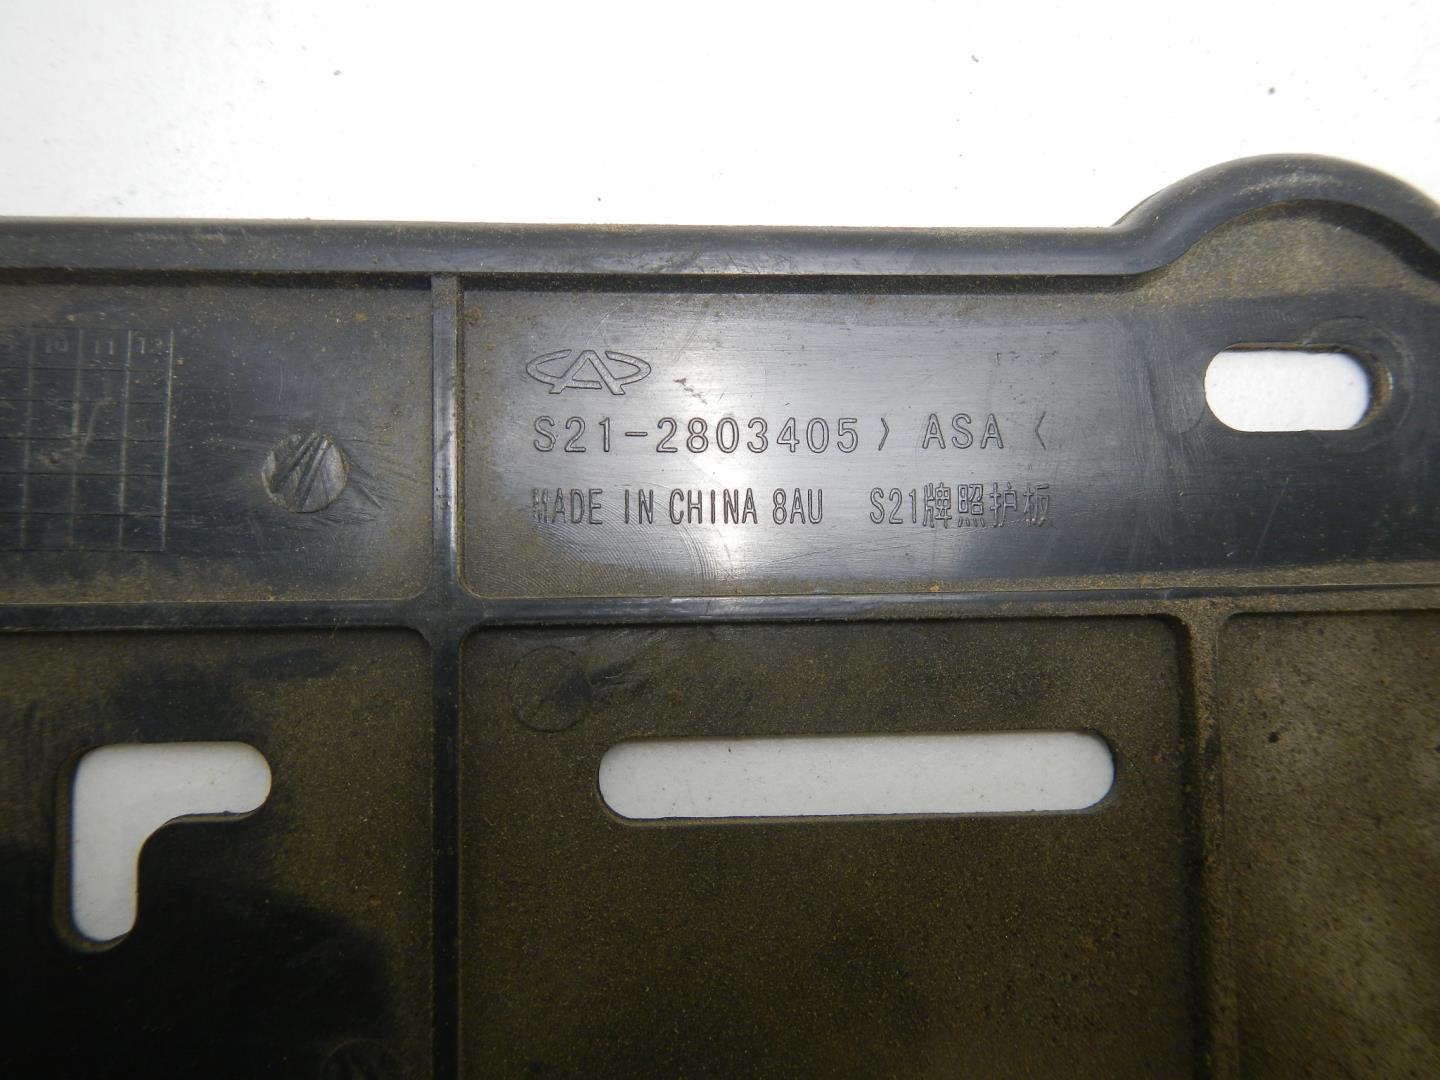 10 11 12
S21-2803405 > ASA <
MADE IN CHINA 8AU S21牌照护板